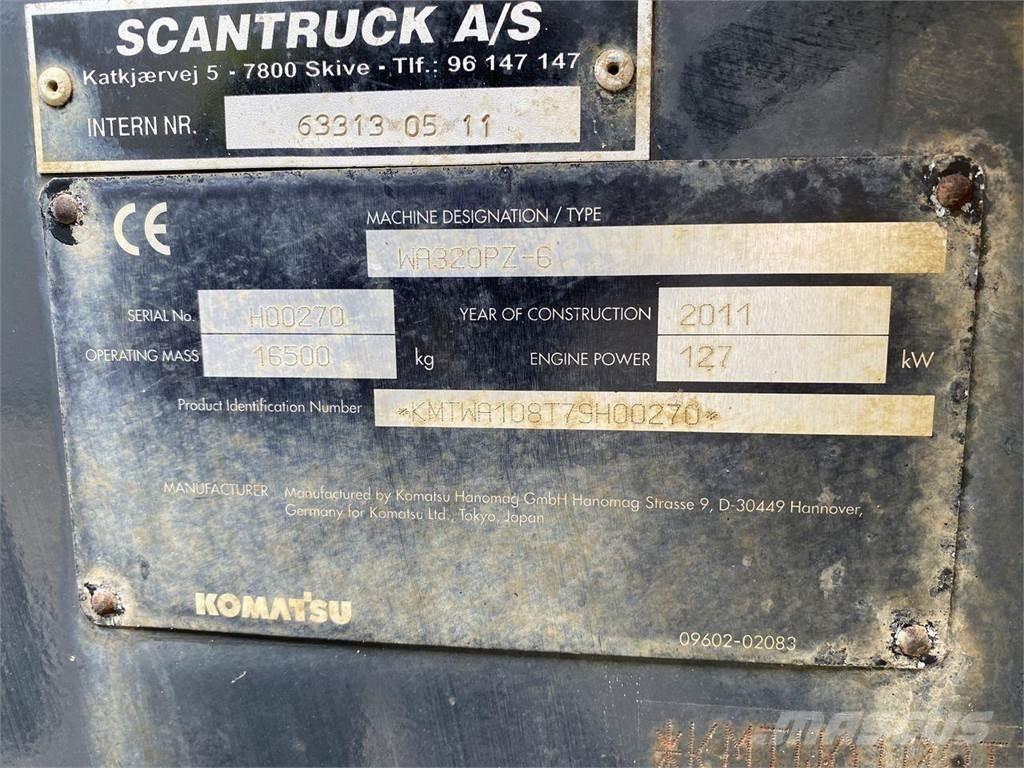 SCANTRUCK A/S
Katkjærvej 5 - 7800 Skive - Tlf.: 96 147 147
INTERN NR. 63313 05 11
CE
MACHINE DESIGNATION / TYPE
WA320PZ-6
SERIAL No. H00270 YEAR OF CONSTRUCTION 2011
OPERATING MASS 16500 kg ENGINE POWER 127 kW
Product Identification Number *KMTWA108T79H00270*
MANUFACTURER Manufactured by Komatsu Hanomag GmbH Hanomag Strasse 9, D-30449 Hannover,
Germany for Komatsu Ltd., Tokyo, Japan
KOMATSU
09602-02083
MASCUS